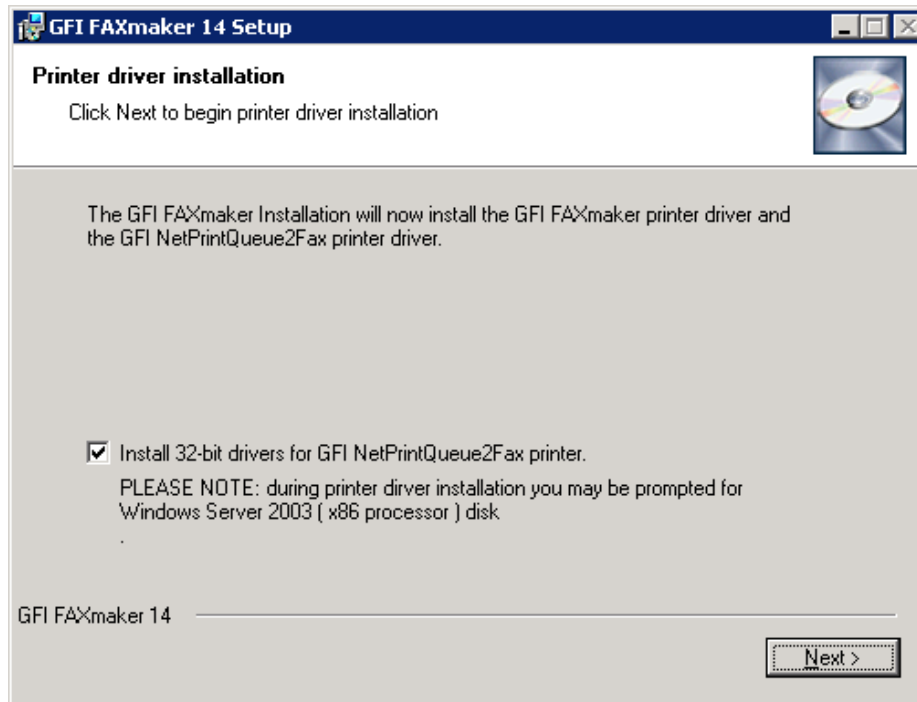 GFI FAXmaker 14 Setup
Printer driver installation
Click Next to begin printer driver installation
The GFI FAXmaker Installation will now install the GFI FAXmaker printer driver and
the GFI NetPrintQueue2Fax printer driver.
Install 32-bit drivers for GFI NetPrintQueue2Fax printer.
PLEASE NOTE: during printer dirver installation you may be prompted for
Windows Server 2003 ( x86 processor ) disk
.
GFI FAXmaker 14
Next >